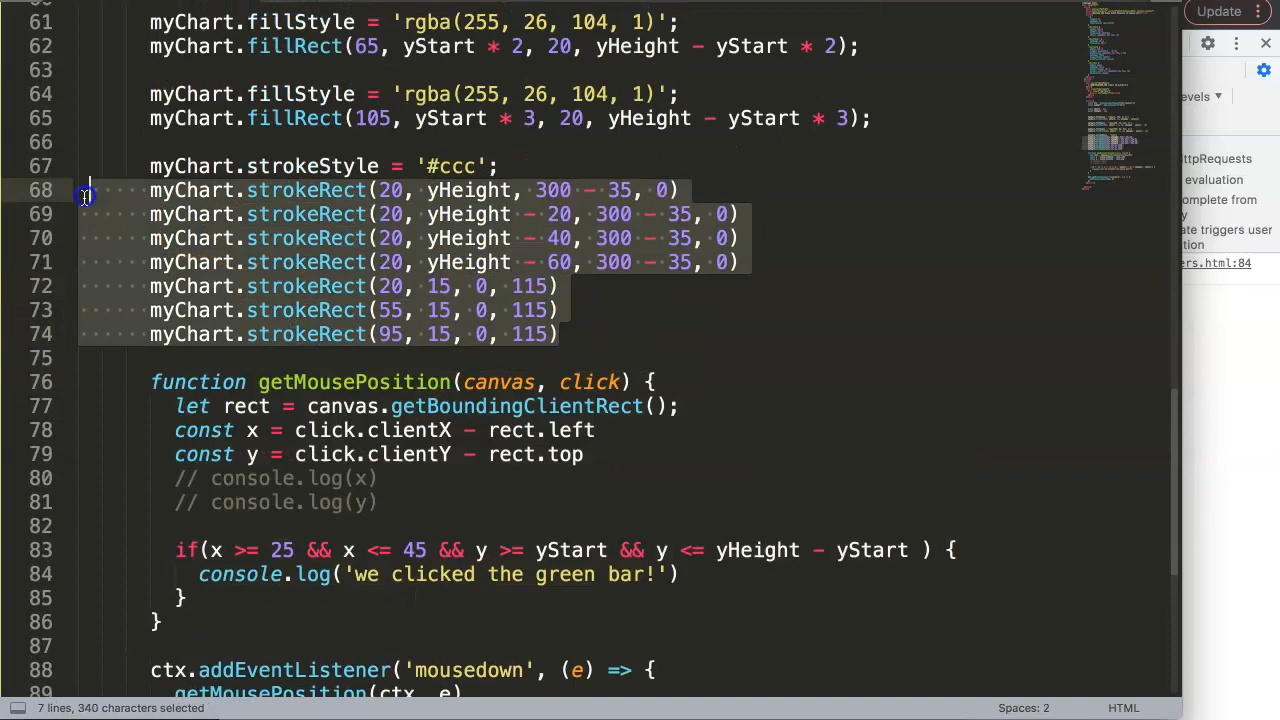 61 myChart.fillStyle = 'rgba(255, 26, 104, 1)';
62 myChart.fillRect(65, yStart * 2, 20, yHeight - yStart * 2);
63
64 myChart.fillStyle = 'rgba(255, 26, 104, 1)';
65 myChart.fillRect(105, yStart * 3, 20, yHeight - yStart * 3);
66
67 myChart.strokeStyle = '#ccc';
68 myChart.strokeRect(20, yHeight, 300 - 35, 0)
69 myChart.strokeRect(20, yHeight - 20, 300 - 35, 0)
70 myChart.strokeRect(20, yHeight - 40, 300 - 35, 0)
71 myChart.strokeRect(20, yHeight - 60, 300 - 35, 0)
72 myChart.strokeRect(20, 15, 0, 115)
73 myChart.strokeRect(55, 15, 0, 115)
74 myChart.strokeRect(95, 15, 0, 115)
75
76 function getMousePosition(canvas, click) {
77 let rect = canvas.getBoundingClientRect();
78 const x = click.clientX - rect.left
79 const y = click.clientY - rect.top
80 // console.log(x)
81 // console.log(y)
82
83 if(x >= 25 && x <= 45 && y >= yStart && y <= yHeight - yStart ) {
84 console.log('we clicked the green bar!')
85 }
86 }
87
88 ctx.addEventListener('mousedown', (e) => {
89 getMousePosition(ctx, e)
7 lines, 340 characters selected
Spaces: 2
HTML
Update
evels
ttpRequests
evaluation
complete from
y
ate triggers user
tion
ers.html:84